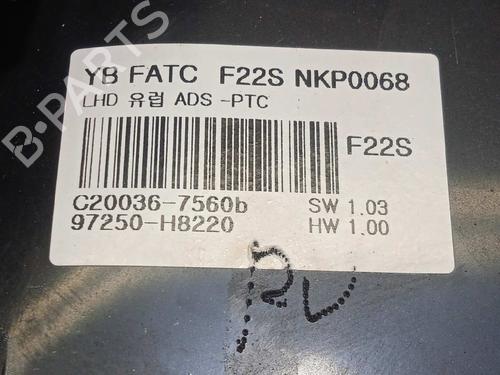 YB FATC F22S NKP0068
LHD 유럽 ADS -PTC
F22S
C20036-7560b SW 1.03
97250-H8220 HW 1.00
B-PARTS